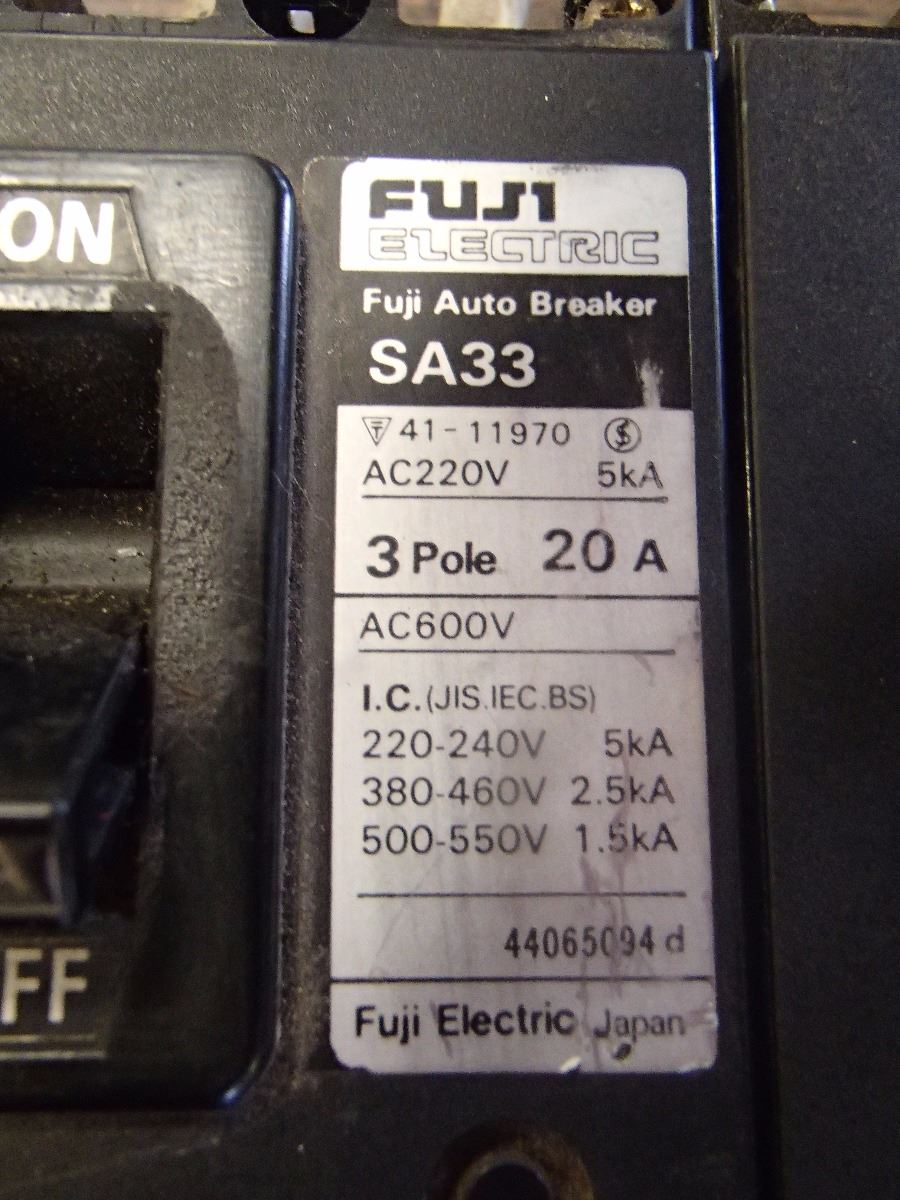 ON
FUJI
ELECTRIC
Fuji Auto Breaker
SA33
41-11970
AC220V 5kA
3 Pole 20 A
AC600V
I.C.(JIS.IEC.BS)
220-240V 5kA
380-460V 2.5kA
500-550V 1.5kA
44065094 d
FF
Fuji Electric Japan